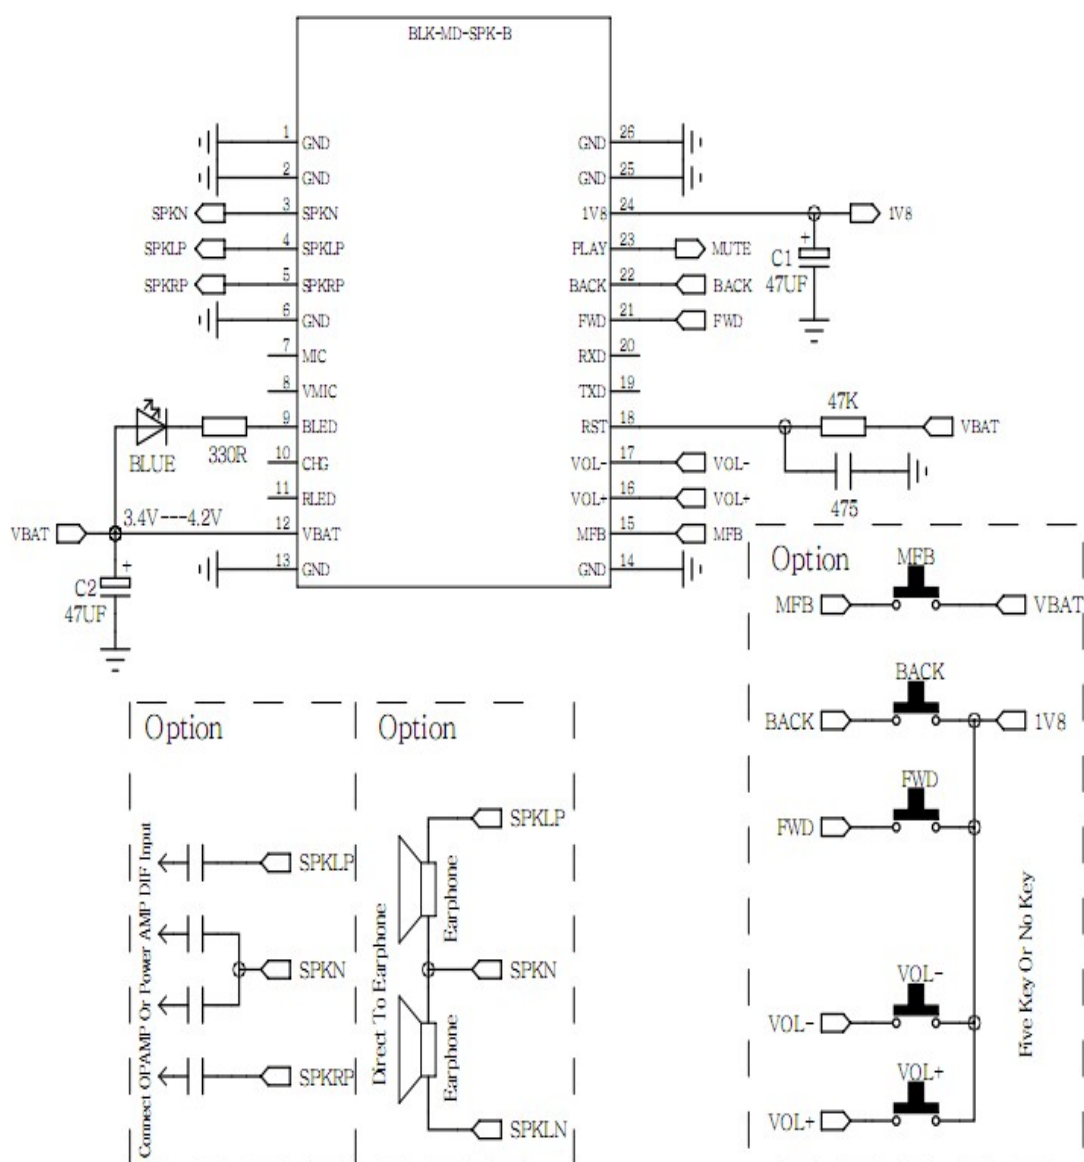 BLK-MD-SPK-B
1 GND
2 GND
SPKN 3 SPKN
SPKLP 4 SPKLP
SPKRP 5 SPKRP
6 GND
7 MIC
8 VMIC
BLUE 330R 9 BLED
10 CHG
11 RLED
VBAT 3.4V---4.2V 12 VBAT
13 GND
C2 +
47UF
GND 26
GND 25
1V8 24 1V8
C1 +
47UF
PLAY 23 MUTE
BACK 22 BACK
FWD 21 FWD
RXD 20
TXD 19
RST 18 47K VBAT
475
VOL- 17 VOL-
VOL+ 16 VOL+
MFB 15 MFB
GND 14
Option
MFB
MFB VBAT
BACK
BACK 1V8
FWD
FWD
VOL-
VOL-
VOL+
VOL+
Five Key Or No Key
Option
Connect OPAMP Or Power AMP DIF Input
SPKLP
SPKN
SPKRP
Option
Direct To Earphone
SPKLP
Earphone
SPKN
Earphone
SPKLN